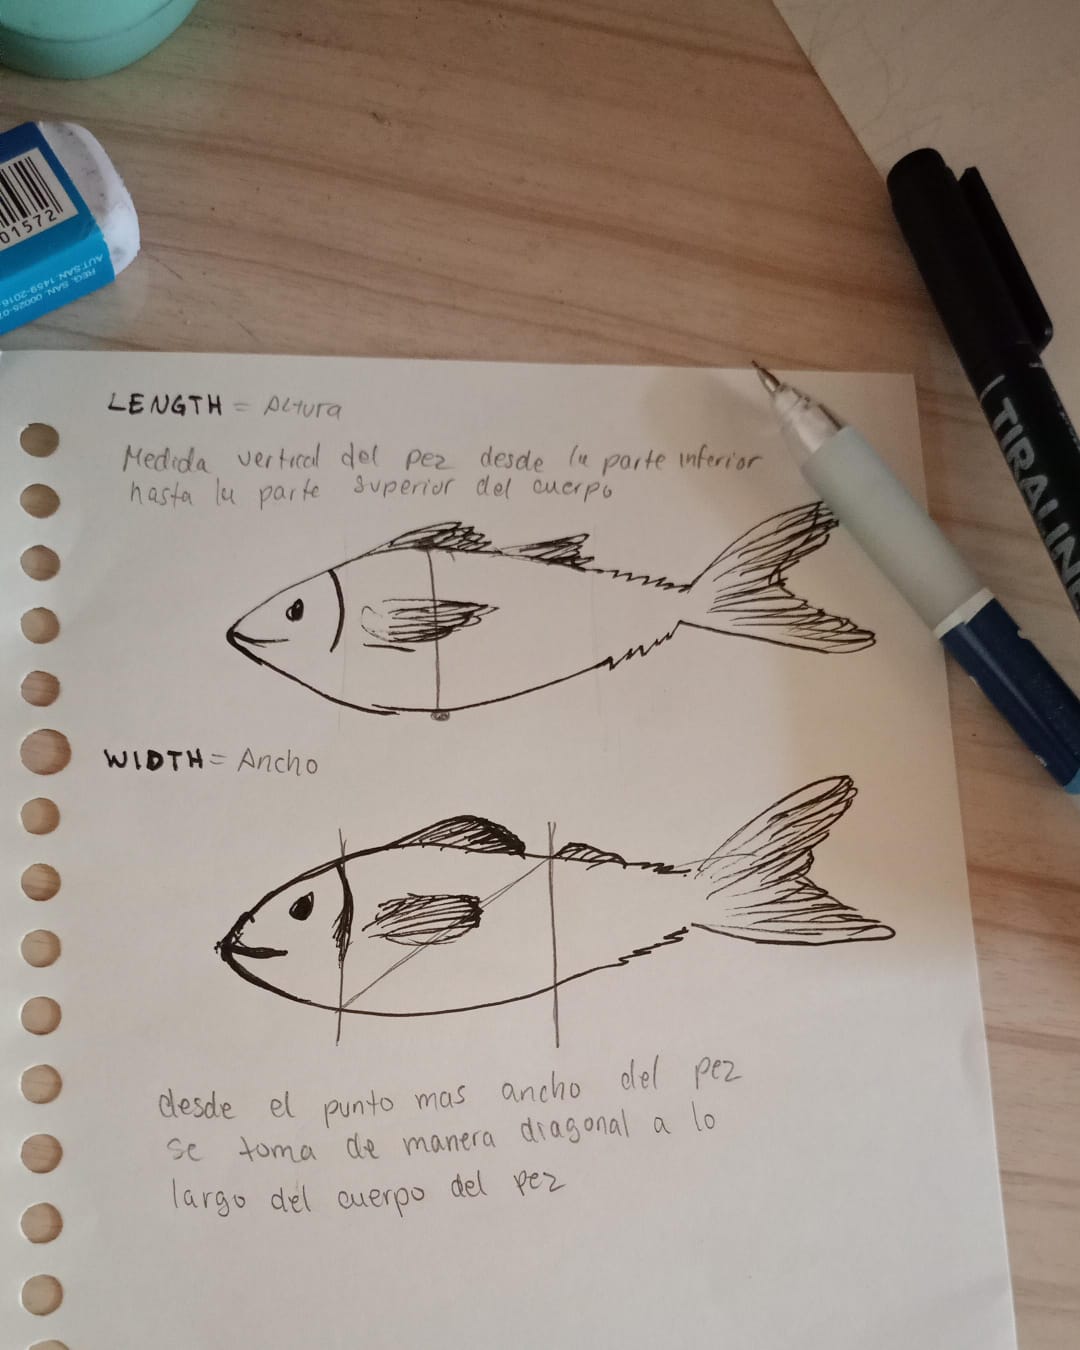 01572
REG. SAN. 00025-0
AUT.SAN 1459-2016
LENGTH = Altura
Medida vertical del pez desde la parte inferior
hasta la parte superior del cuerpo
TIRALINE
WIDTH = Ancho
desde el punto mas ancho del pez
se toma de manera diagonal a lo
largo del cuerpo del pez